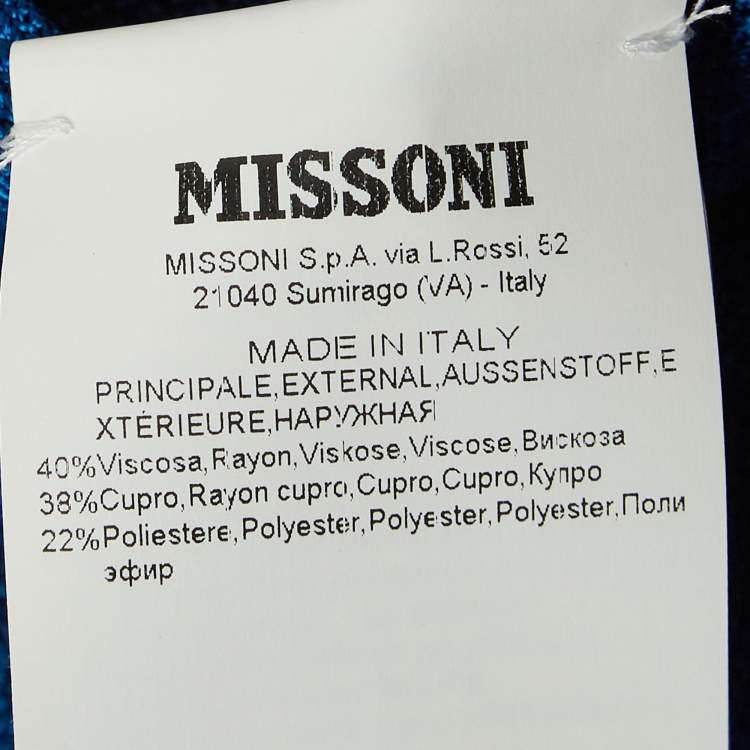 MISSONI
MISSONI S.p.A. via L.Rossi, 52
21040 Sumirago (VA) - Italy
MADE IN ITALY
PRINCIPALE,EXTERNAL,AUSSENSTOFF,E
XTÉRIEURE,НАРУЖНАЯ
40%Viscosa,Rayon,Viskose,Viscose,Вискоза
38%Cupro,Rayon cupro,Cupro,Cupro,Купро
22%Poliestere,Polyester,Polyester,Polyester,Поли
эфир